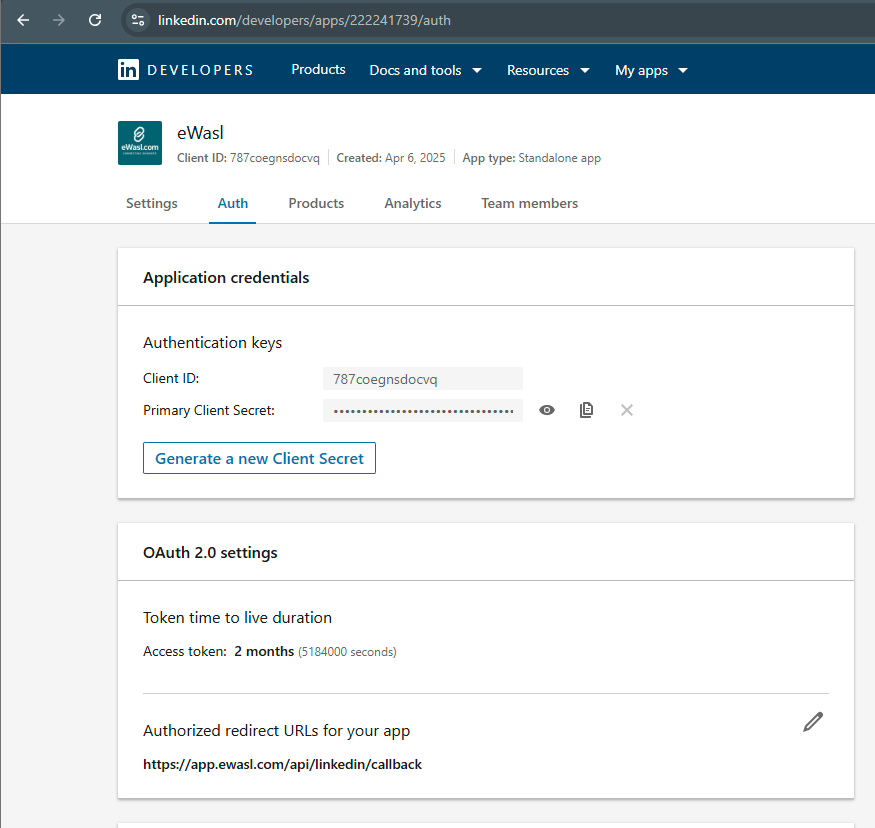 linkedin.com/developers/apps/222241739/auth
in DEVELOPERS Products Docs and tools Resources My apps
eWasl.com
eWasl
Client ID: 787coegnsdocvq Created: Apr 6, 2025 App type: Standalone app
Settings Auth Products Analytics Team members
Application credentials
Authentication keys
Client ID: 787coegnsdocvq
Primary Client Secret: ••••••••••••••••••••••••••••••••
Generate a new Client Secret
OAuth 2.0 settings
Token time to live duration
Access token: 2 months (5184000 seconds)
Authorized redirect URLs for your app
https://app.ewasl.com/api/linkedin/callback